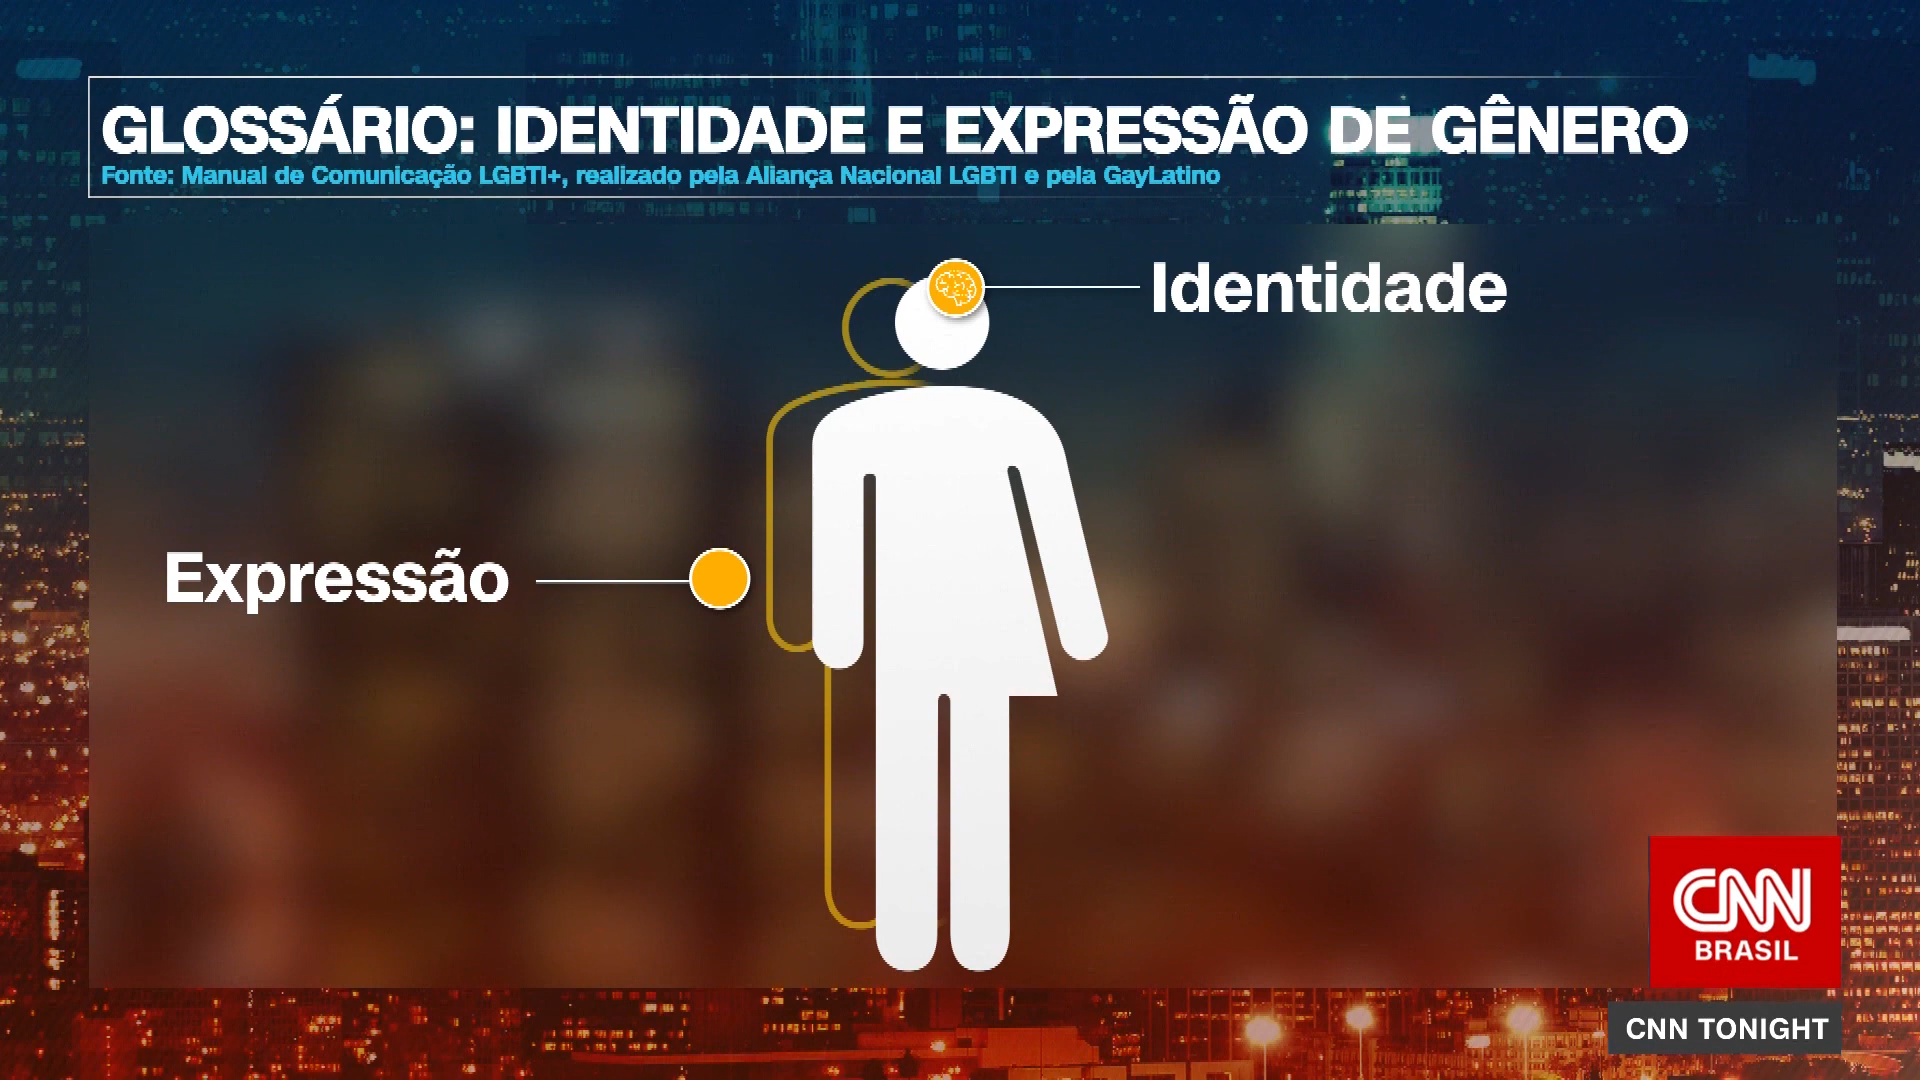 GLOSSÁRIO: IDENTIDADE E EXPRESSÃO DE GÊNERO
Fonte: Manual de Comunicação LGBTI+, realizado pela Aliança Nacional LGBTI e pela GayLatino
Identidade
Expressão
CNN
BRASIL
CNN TONIGHT